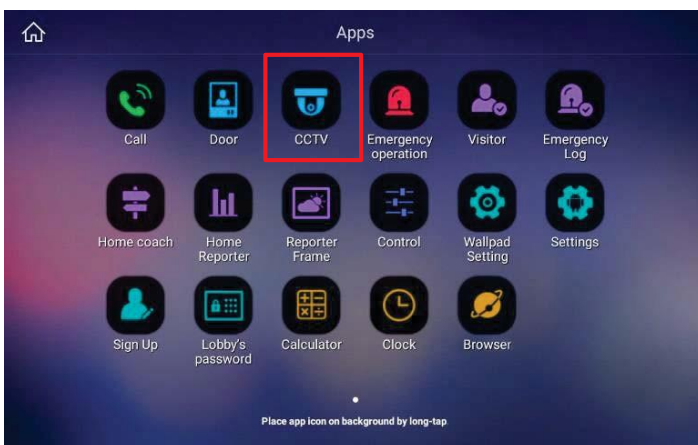 Apps
Call
Door
CCTV
Emergency
operation
Visitor
Emergency
Log
Home coach
Home
Reporter
Reporter
Frame
Control
Wallpad
Setting
Settings
Sign Up
Lobby's
password
Calculator
Clock
Browser
Place app icon on background by long-tap